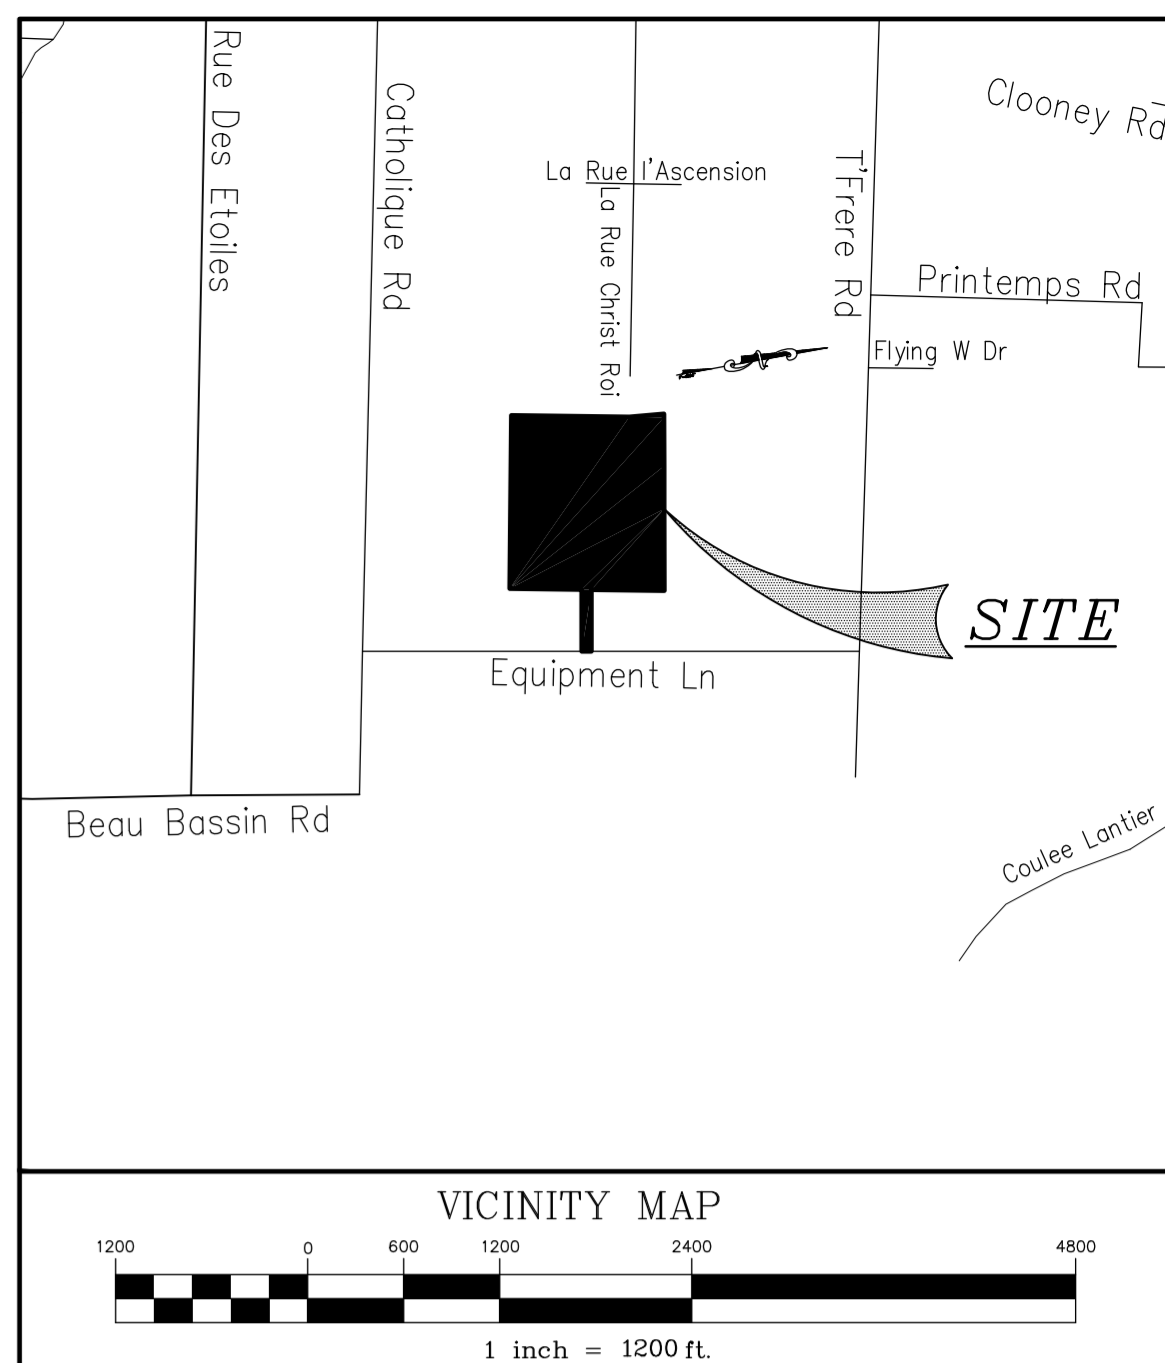 Rue Des Etoiles
Catholique Rd
La Rue l'Ascension
La Rue Christ Roi
T'Frere Rd
Clooney Rd
Printemps Rd
Flying W Dr
SITE
Equipment Ln
Beau Bassin Rd
Coulee Lantier
VICINITY MAP
1200 0 600 1200 2400 4800
1 inch = 1200 ft.